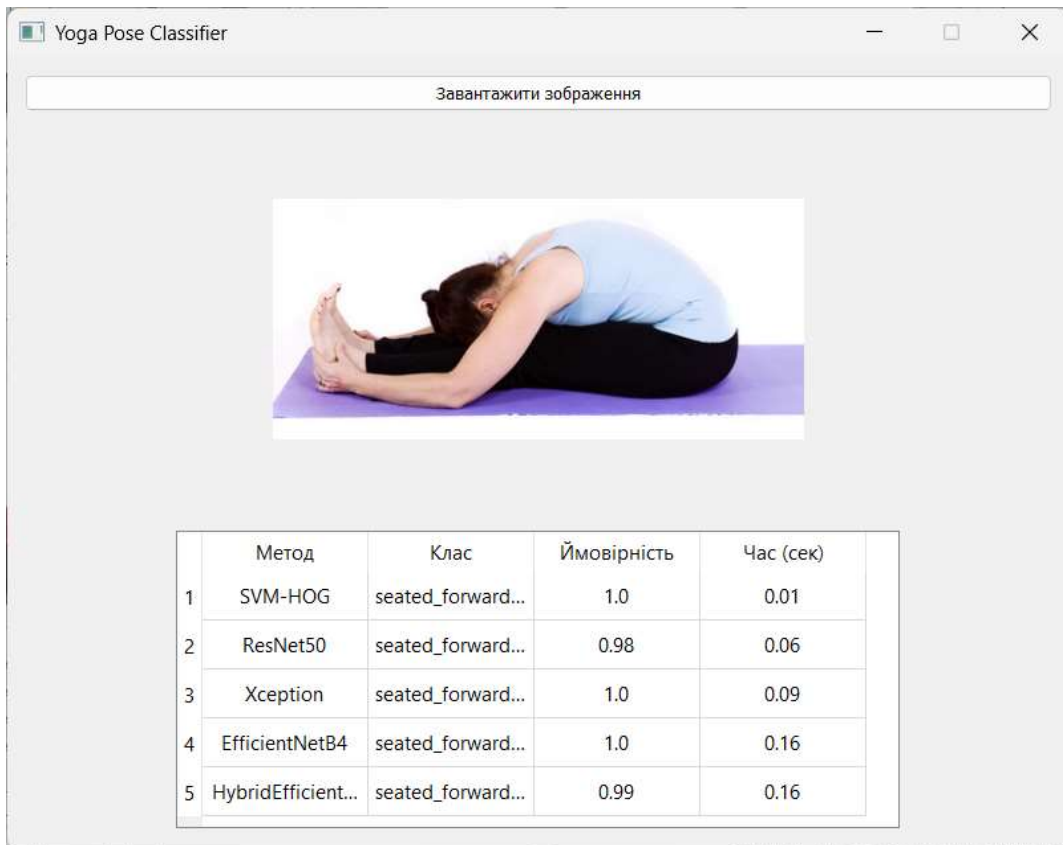 Yoga Pose Classifier
Завантажити зображення
Метод Клас Ймовірність Час (сек)
1 SVM-HOG seated_forward... 1.0 0.01
2 ResNet50 seated_forward... 0.98 0.06
3 Xception seated_forward... 1.0 0.09
4 EfficientNetB4 seated_forward... 1.0 0.16
5 HybridEfficient... seated_forward... 0.99 0.16